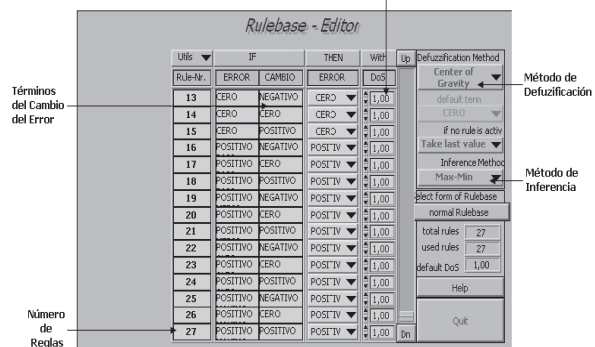 Rulebase - Editor
Utils IF THEN With Up Defuzzification Method
Rule-Nr. ERROR CAMBIO ERROR DoS Center of Gravity
default term
CERO
if no rule is activ
Take last value
Inference Method
Max-Min
select form of Rulebase
normal Rulebase
total rules 27
used rules 27
default DoS 1,00
Help
Quit
Dn
13 CERO NEGATIVO CERO 1,00
14 CERO CERO CERO 1,00
15 CERO POSITIVO CERO 1,00
16 POSITIVO NEGATIVO POSITIV 1,00
17 POSITIVO CERO POSITIV 1,00
18 POSITIVO POSITIVO POSITIV 1,00
19 POSITIVO NEGATIVO POSITIV 1,00
20 POSITIVO CERO POSITIV 1,00
21 POSITIVO POSITIVO POSITIV 1,00
22 POSITIVO NEGATIVO POSITIV 1,00
23 POSITIVO CERO POSITIV 1,00
24 POSITIVO POSITIVO POSITIV 1,00
25 POSITIVO NEGATIVO POSITIV 1,00
26 POSITIVO CERO POSITIV 1,00
27 POSITIVO POSITIVO POSITIV 1,00
Términos
del Cambio
del Error
Número
de
Reglas
Método de
Defuzificación
Método de
Inferencia